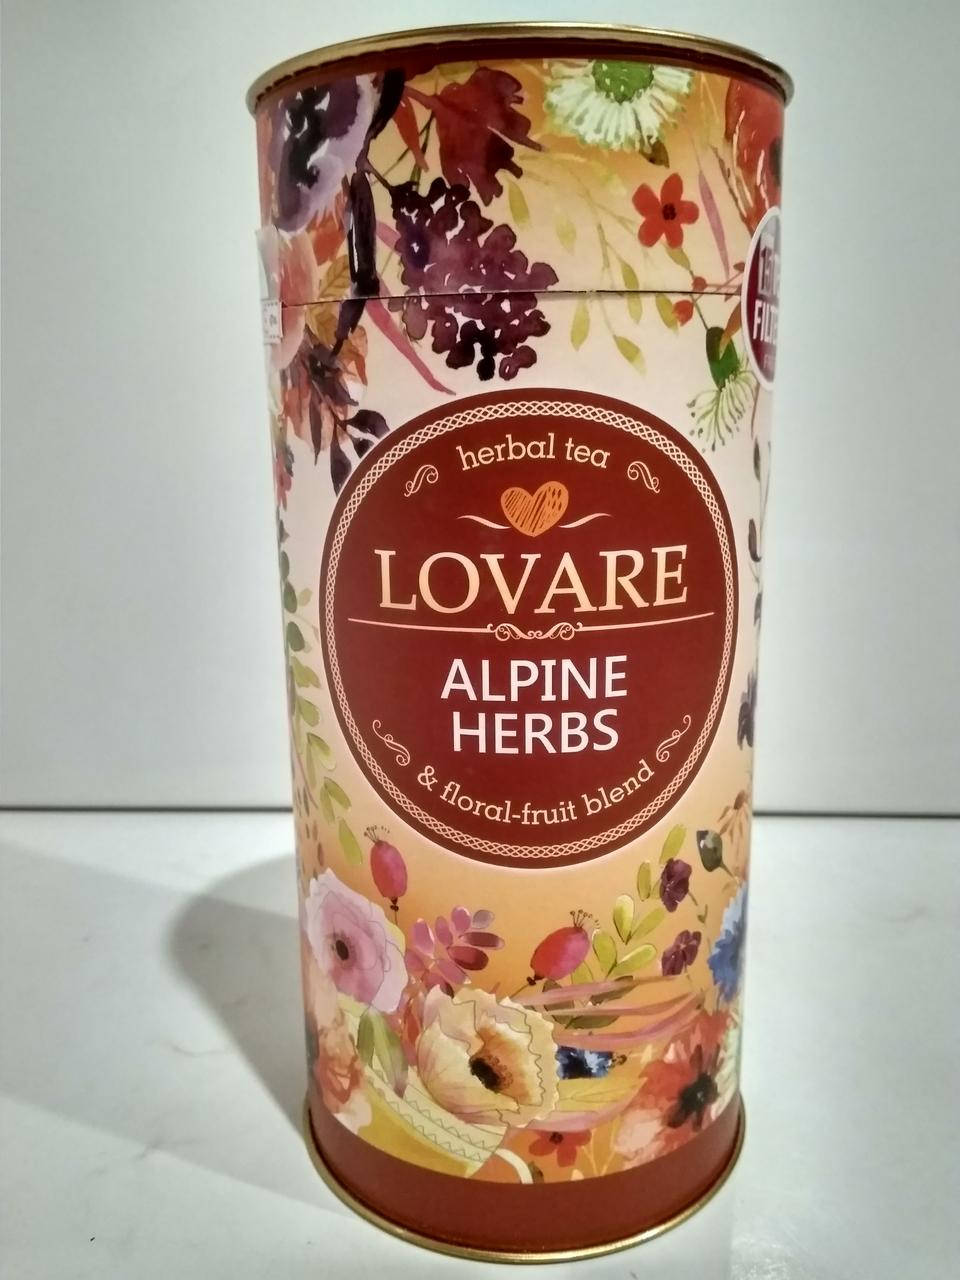 herbal tea
LOVARE
ALPINE
HERBS
& floral-fruit blend